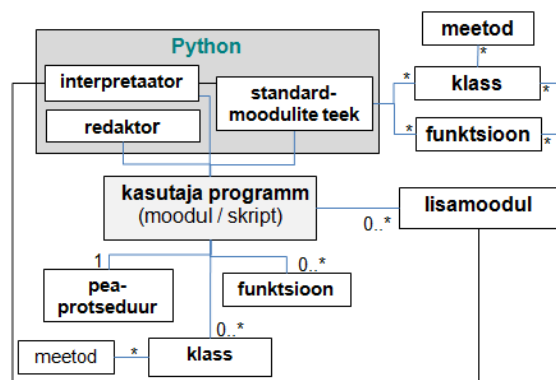 Python
interpretaator
redaktor
standard-
moodulite teek
meetod
*
klass
*
*
funktsioon
*
*
kasutaja programm
(moodul / skript)
lisamoodul
0..*
1
pea-
protseduur
0..*
funktsioon
0..*
meetod
*
klass